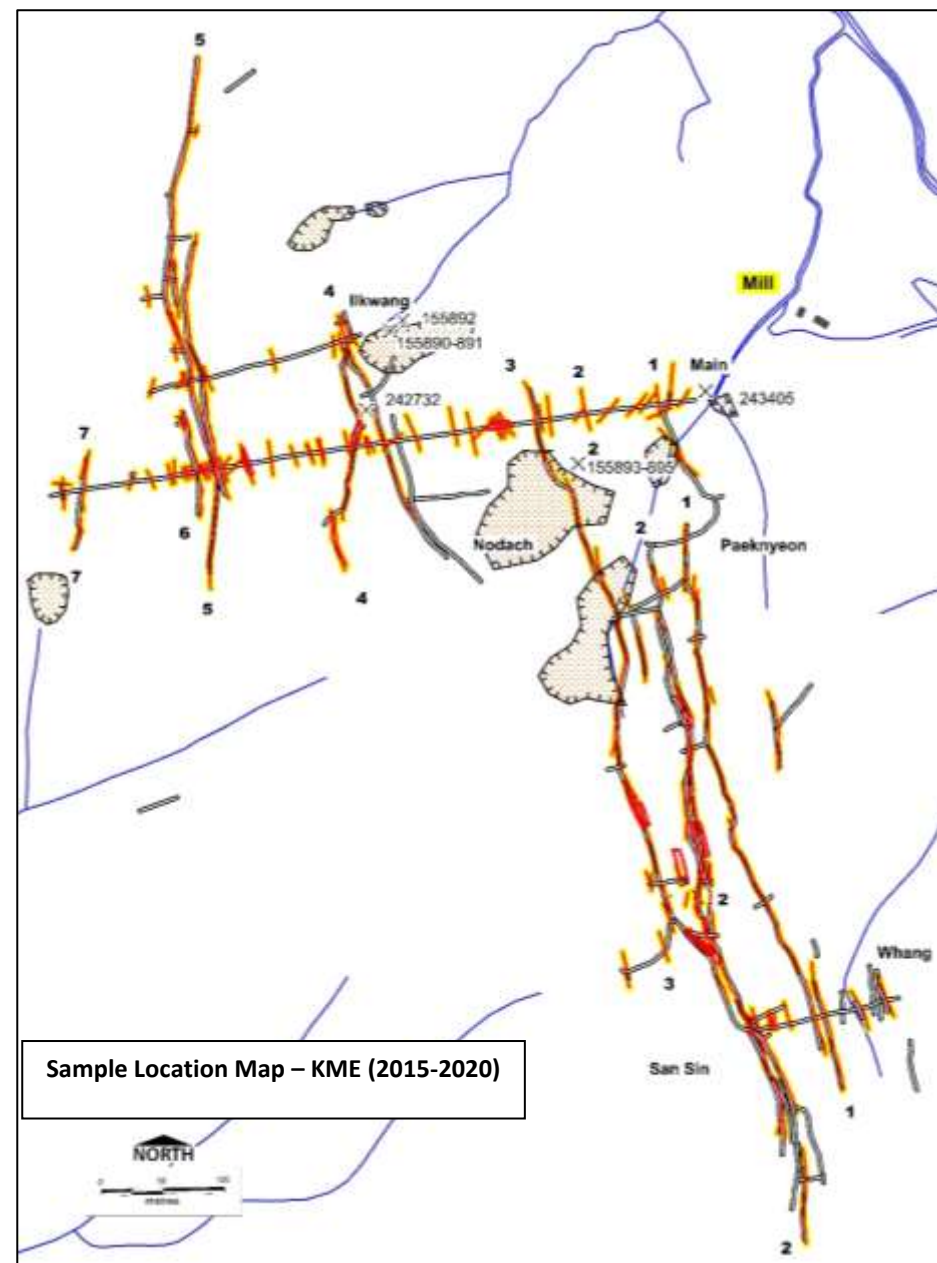 5
Mill
4
Ilkwang
155892
155890-891
3
2
1
Main
243405
242732
7
2
155893-895
1
6
Nodach
2
Paeknyeon
7
5
4
2
Whang
3
Sample Location Map – KME (2015-2020)
San Sin
1
NORTH
metres
2